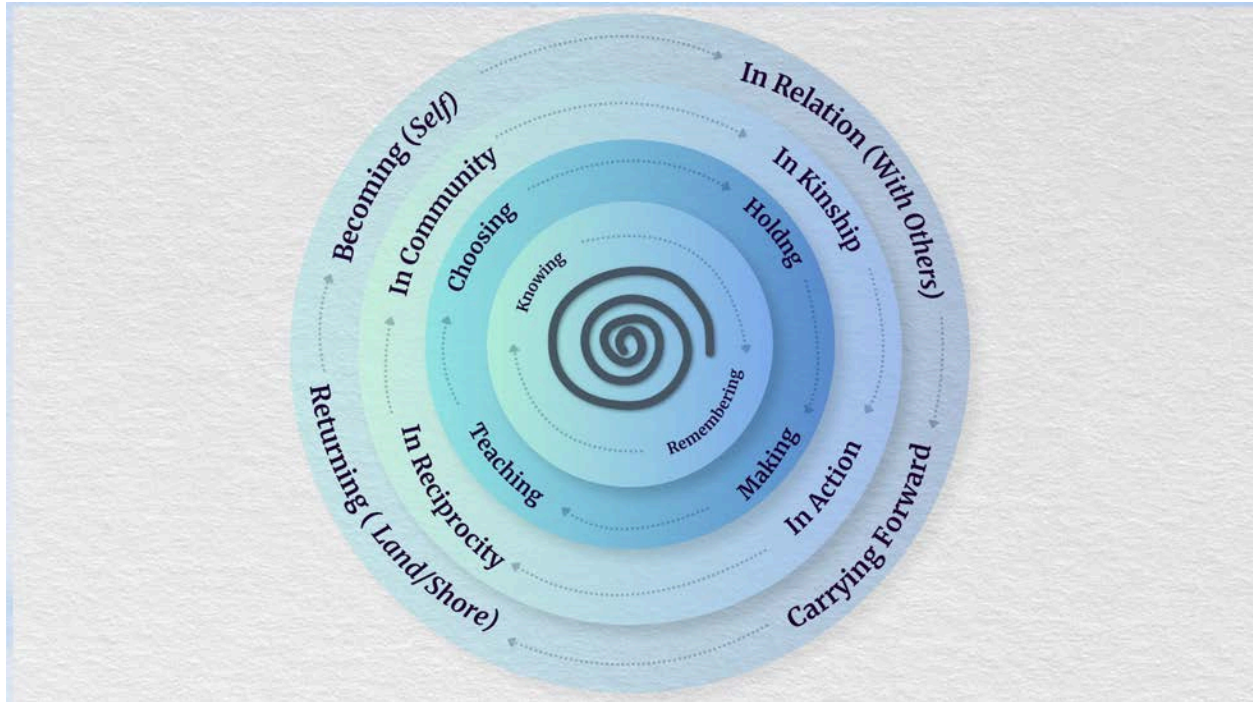 Becoming (Self)
In Relation (With Others)
Carrying Forward
Returning ( Land/Shore)
In Community
In Kinship
In Action
In Reciprocity
Choosing
Holdng
Making
Teaching
Knowing
Remembering